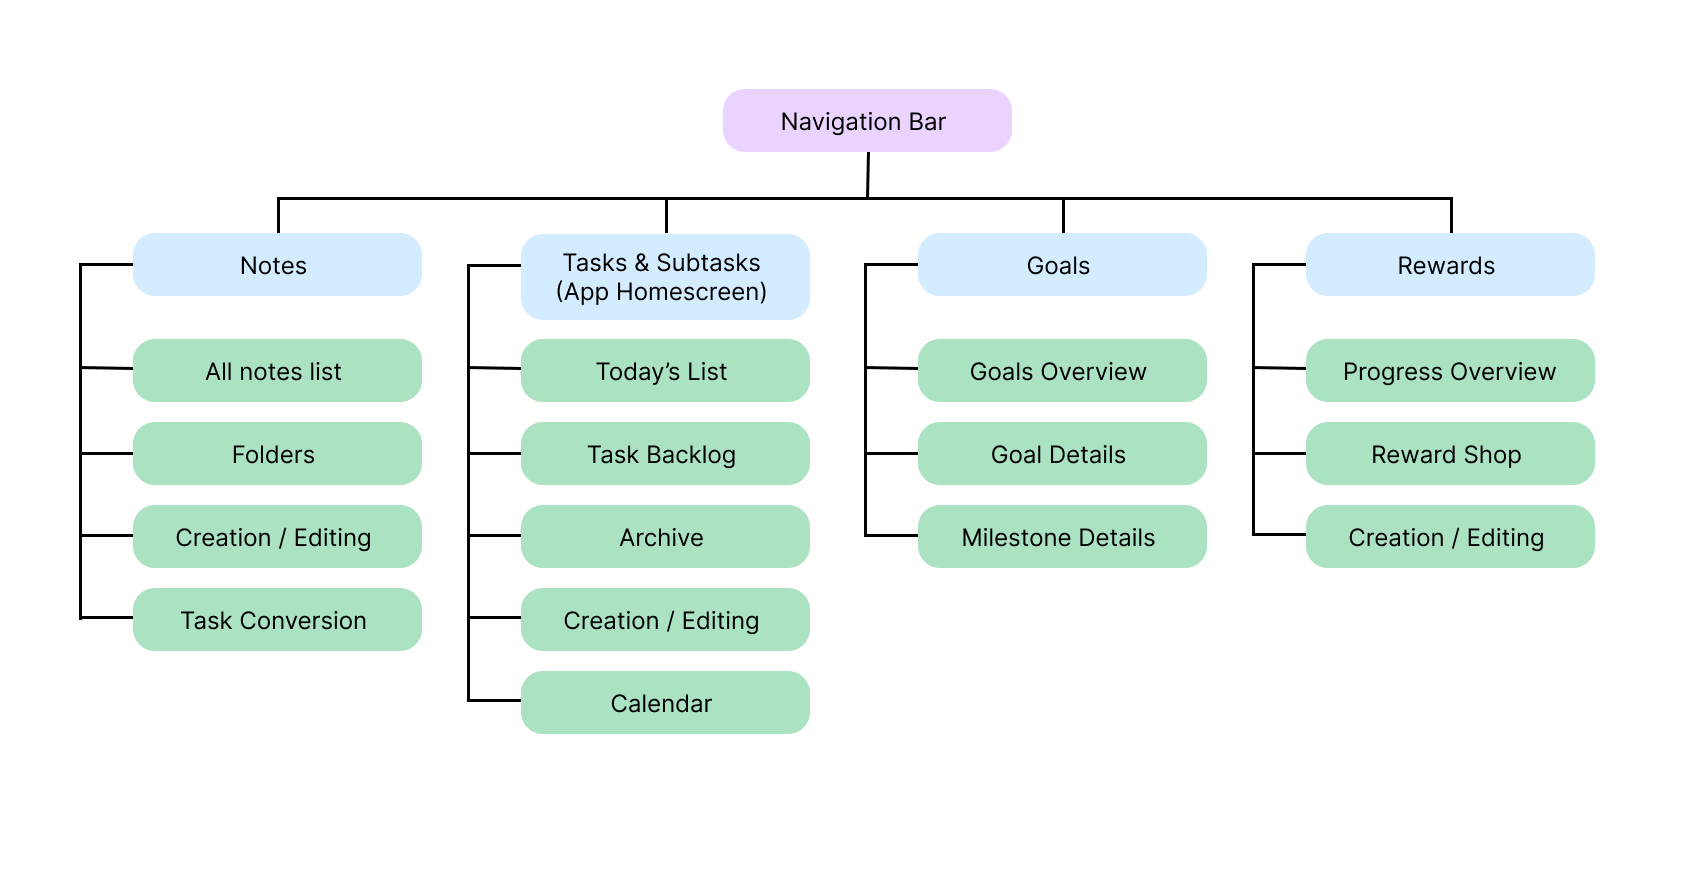 Navigation Bar
Notes
All notes list
Folders
Creation / Editing
Task Conversion
Tasks & Subtasks
(App Homescreen)
Today’s List
Task Backlog
Archive
Creation / Editing
Calendar
Goals
Goals Overview
Goal Details
Milestone Details
Rewards
Progress Overview
Reward Shop
Creation / Editing